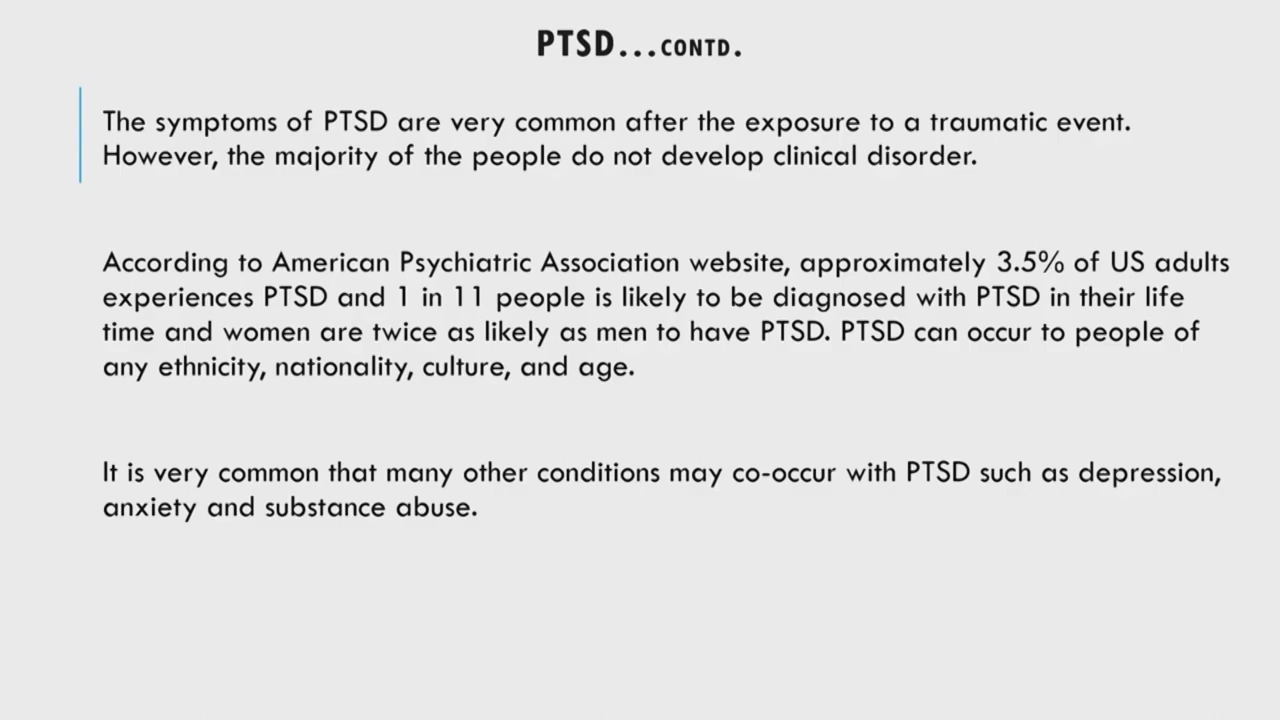 PTSD...CONTD.
The symptoms of PTSD are very common after the exposure to a traumatic event.
However, the majority of the people do not develop clinical disorder.
According to American Psychiatric Association website, approximately 3.5% of US adults
experiences PTSD and 1 in 11 people is likely to be diagnosed with PTSD in their life
time and women are twice as likely as men to have PTSD. PTSD can occur to people of
any ethnicity, nationality, culture, and age.
It is very common that many other conditions may co-occur with PTSD such as depression,
anxiety and substance abuse.